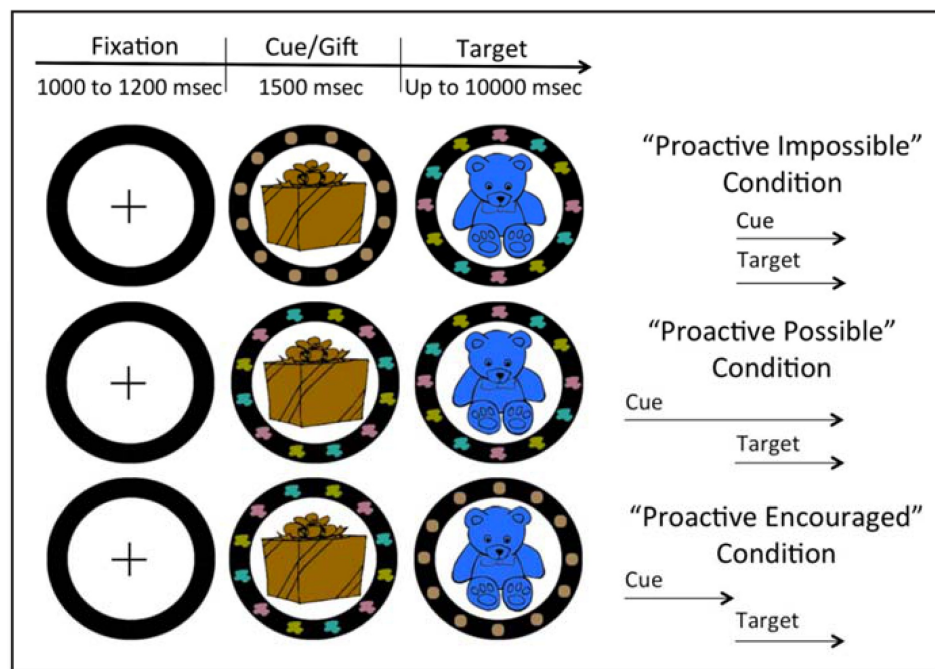 Fixation
Cue/Gift
Target
1000 to 1200 msec
1500 msec
Up to 10000 msec
“Proactive Impossible”
Condition
Cue
Target
“Proactive Possible”
Condition
Cue
Target
“Proactive Encouraged”
Condition
Cue
Target